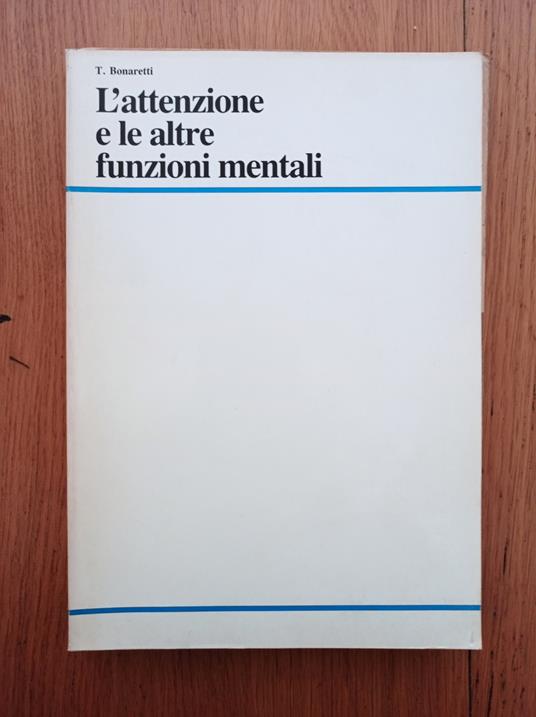 T. Bonaretti
L'attenzione
e le altre
funzioni mentali